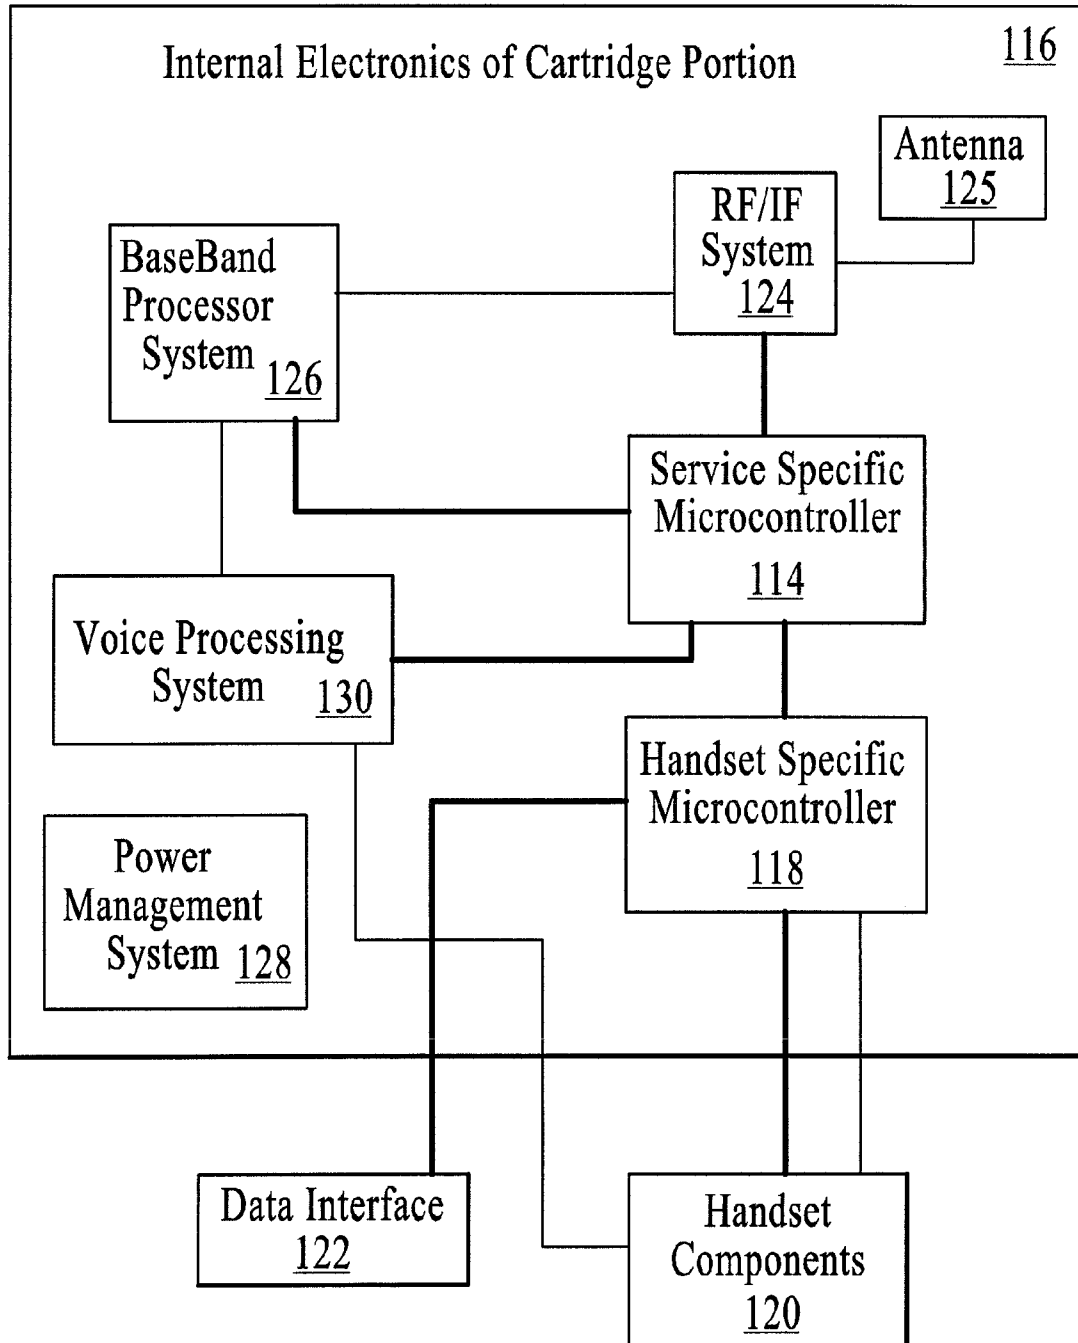 Internal Electronics of Cartridge Portion
116
Antenna
125
RF/IF
System
124
BaseBand
Processor
System
126
Service Specific
Microcontroller
114
Voice Processing
System
130
Handset Specific
Microcontroller
118
Power
Management
System
128
Data Interface
122
Handset
Components
120